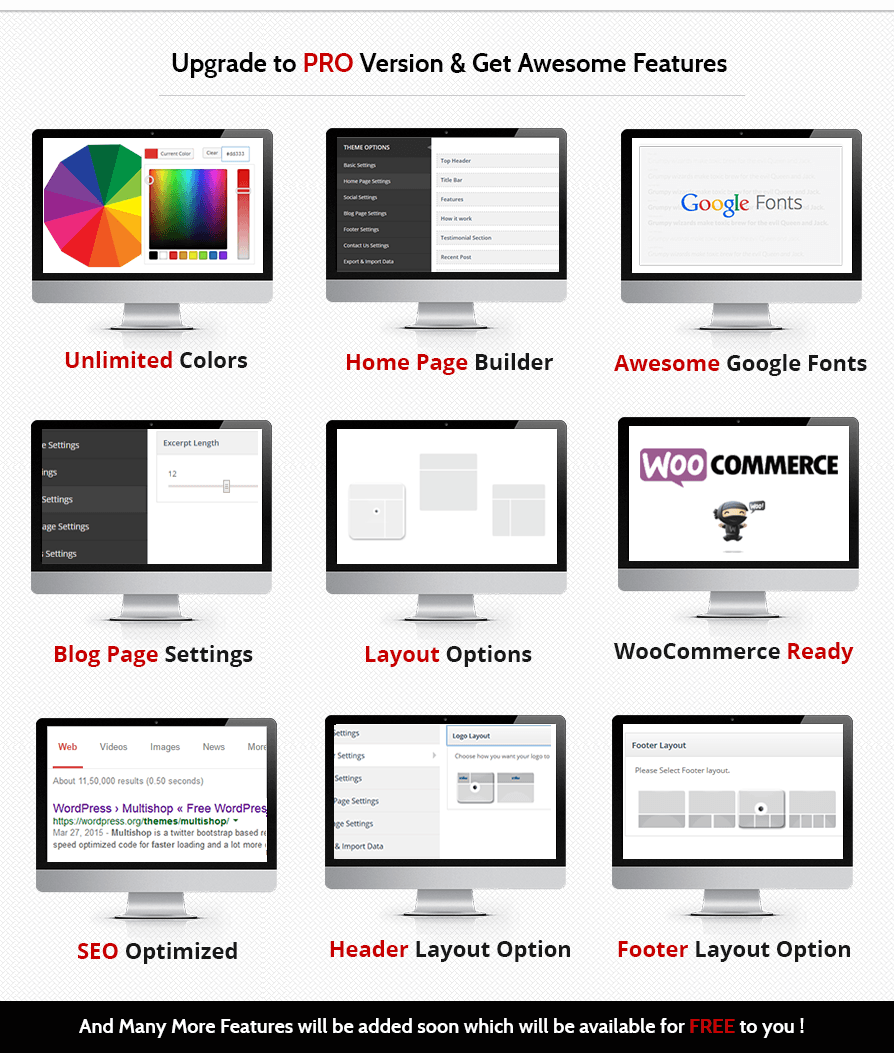 Upgrade to PRO Version & Get Awesome Features
Current Color
Clear
#dd3333
THEME OPTIONS
Basic Settings
Home Page Settings
Social Settings
Blog Page Settings
Footer Settings
Contact Us Settings
Export & Import Data
Top Header
Title Bar
Features
How it work
Testimonial Section
Recent Post
Google Fonts
Unlimited Colors
Home Page Builder
Awesome Google Fonts
e Settings
ings
Settings
age Settings
s Settings
Excerpt Length
12
WOO COMMERCE
WOO!
Blog Page Settings
Layout Options
WooCommerce Ready
Web Videos Images News More
About 11,50,000 results (0.50 seconds)
WordPress › Multishop « Free WordPres
https://wordpress.org/themes/multishop/
Mar 27, 2015 - Multishop is a twitter bootstrap based re
speed optimized code for faster loading and a lot more
ettings
r Settings
Settings
Page Settings
ge Settings
& Import Data
Logo Layout
Choose how you want your logo to
Footer Layout
Please Select Footer layout.
SEO Optimized
Header Layout Option
Footer Layout Option
And Many More Features will be added soon which will be available for FREE to you !